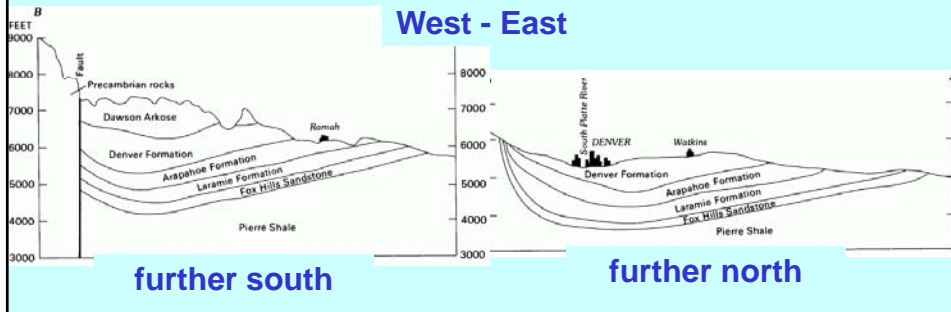 West - East
B
FEET
8000
7000
6000
5000
4000
3000
Fault
Precambrian rocks
Dawson Arkose
Ramah
Denver Formation
Arapahoe Formation
Laramie Formation
Fox Hills Sandstone
Pierre Shale
further south
8000
7000
6000
5000
4000
3000
South Platte River
DENVER
Watkins
Denver Formation
Arapahoe Formation
Laramie Formation
Fox Hills Sandstone
Pierre Shale
further north